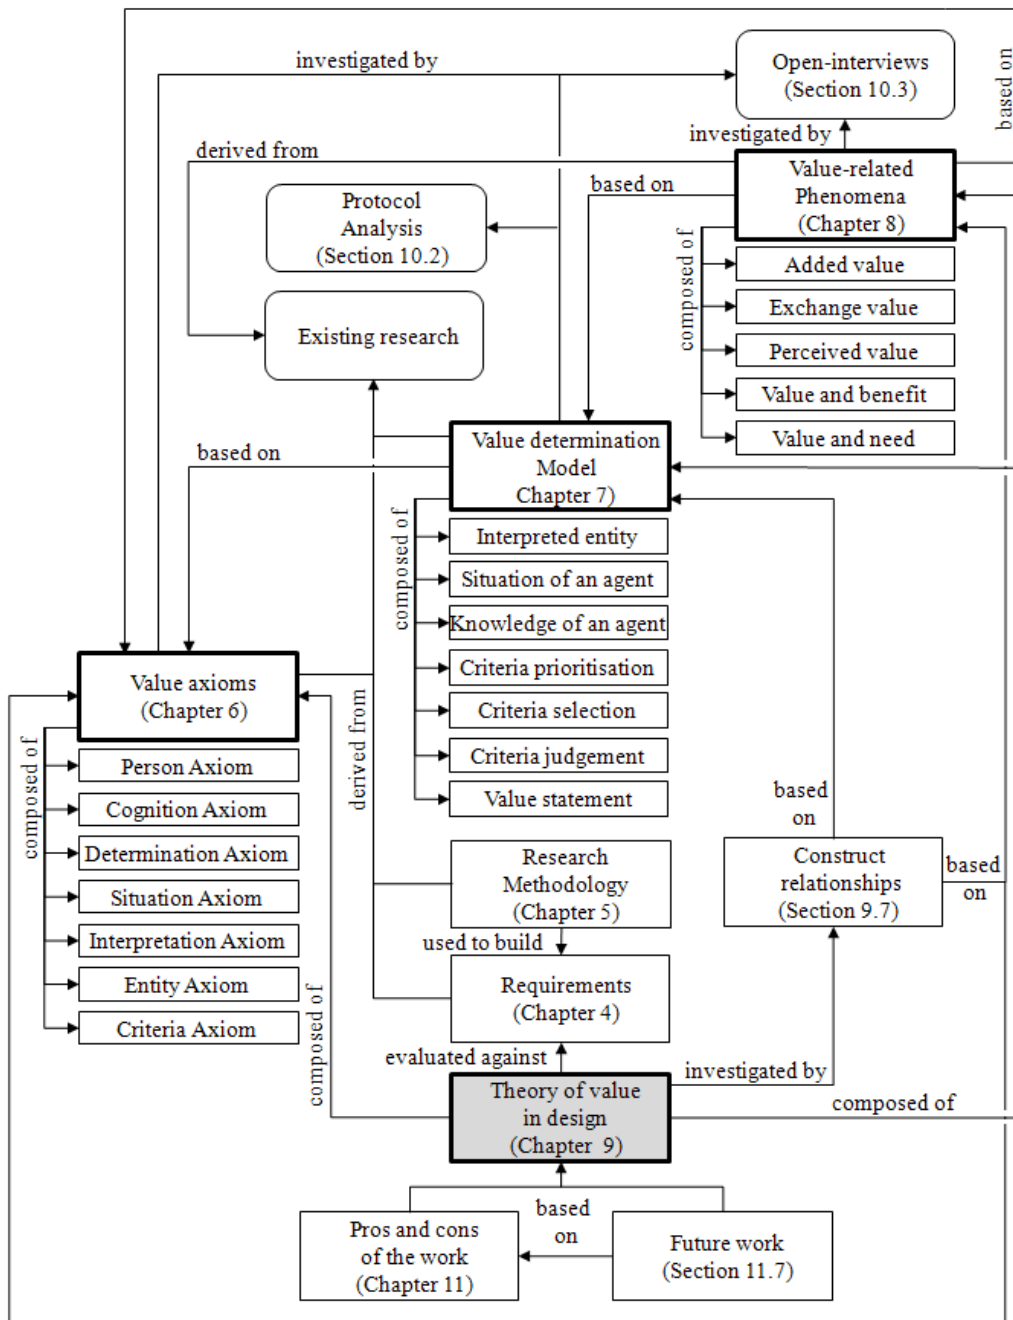 investigated by
Open-interviews
(Section 10.3)
based on
investigated by
derived from
Value-related
Phenomena
(Chapter 8)
based on
Protocol
Analysis
(Section 10.2)
composed of
Added value
Exchange value
Perceived value
Value and benefit
Value and need
Existing research
Value determination
Model
Chapter 7)
based on
composed of
Interpreted entity
Situation of an agent
Knowledge of an agent
Criteria prioritisation
Criteria selection
Criteria judgement
Value statement
Value axioms
(Chapter 6)
composed of
Person Axiom
Cognition Axiom
Determination Axiom
Situation Axiom
Interpretation Axiom
Entity Axiom
Criteria Axiom
derived from
based
on
Research
Methodology
(Chapter 5)
Construct
relationships
(Section 9.7)
based
on
used to build
Requirements
(Chapter 4)
composed of
evaluated against
investigated by
Theory of value
in design
(Chapter 9)
composed of
Pros and cons
of the work
(Chapter 11)
based
on
Future work
(Section 11.7)